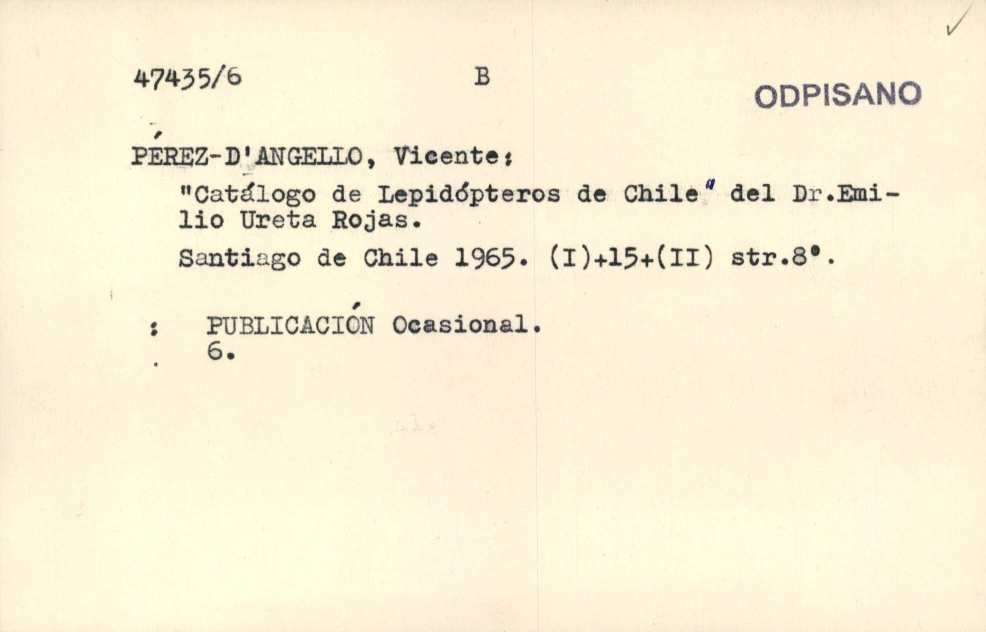 47435/6 B
ODPISANO
PÉREZ-D'ANGELLO, Vicente:
"Catálogo de Lepidópteros de Chile" del Dr.Emi-
lio Ureta Rojas.
Santiago de Chile 1965. (I)+15+(II) str.8°.
: PUBLICACIÓN Ocasional.
6.